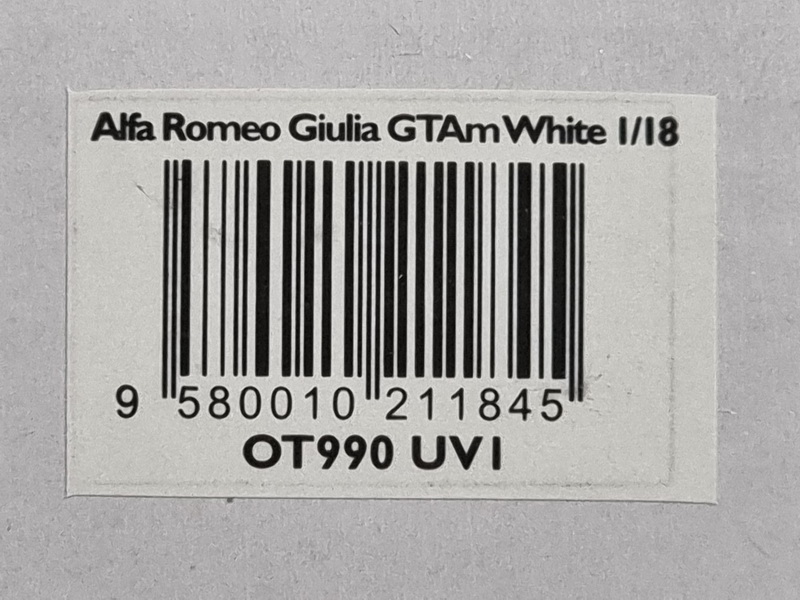 Alfa Romeo Giulia GTAm White 1/18
9 580010 211845
OT990 UV1